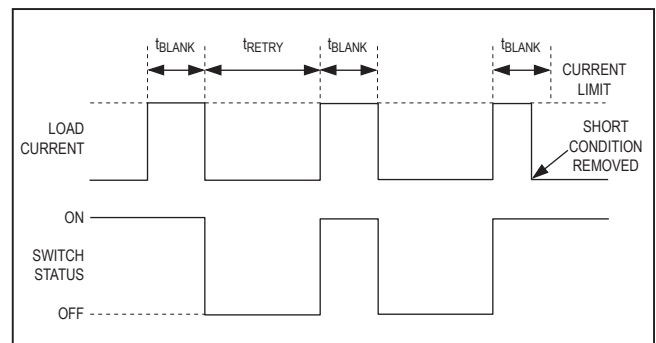 tBLANK tRETRY tBLANK tBLANK
CURRENT
LIMIT
LOAD
CURRENT
SHORT
CONDITION
REMOVED
ON
SWITCH
STATUS
OFF